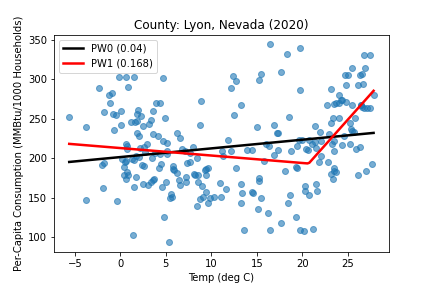 County: Lyon, Nevada (2020)
Per-Capita Consumption (MMBtu/1000 Households)
350
300
250
200
150
100
PW0 (0.04)
PW1 (0.168)
−5 0 5 10 15 20 25
Temp (deg C)